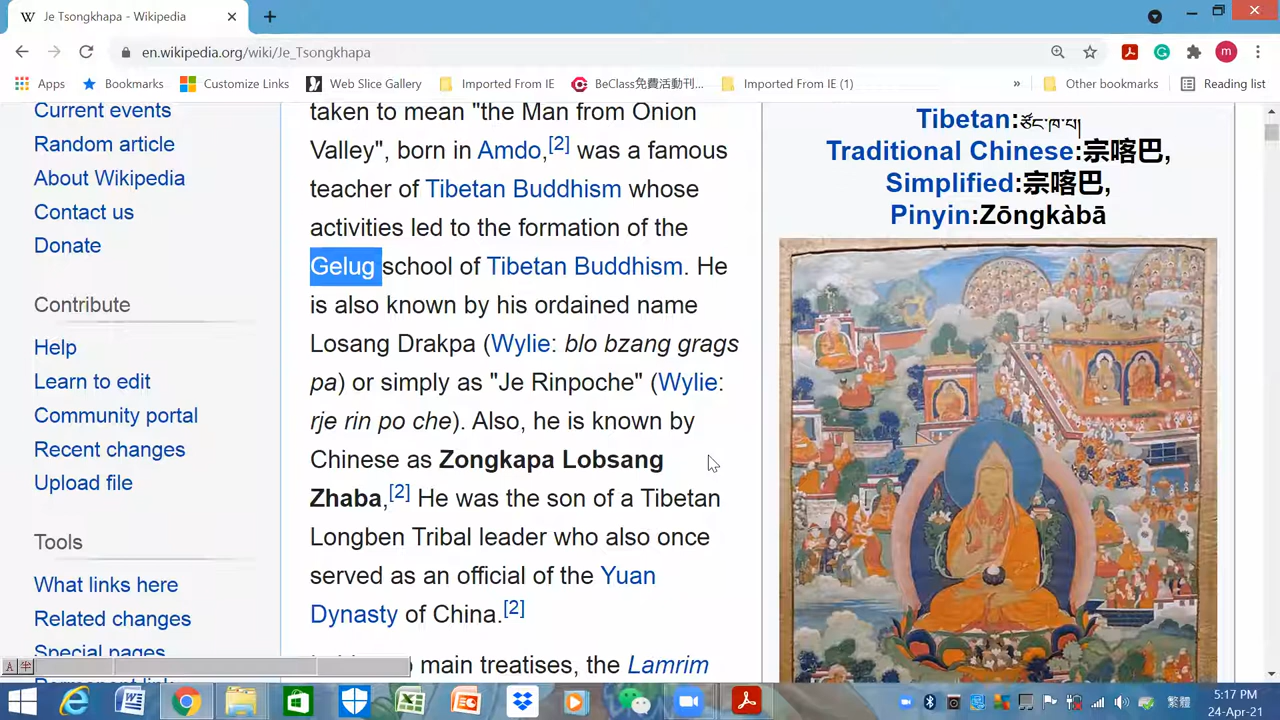 Je Tsongkhapa - Wikipedia
en.wikipedia.org/wiki/Je_Tsongkhapa
Apps Bookmarks Customize Links Web Slice Gallery Imported From IE BeClass免費活動刊... Imported From IE (1) » Other bookmarks Reading list
Current events
Random article
About Wikipedia
Contact us
Donate
Contribute
Help
Learn to edit
Community portal
Recent changes
Upload file
Tools
What links here
Related changes
Special pages
taken to mean "the Man from Onion
Valley", born in Amdo,[2] was a famous
teacher of Tibetan Buddhism whose
activities led to the formation of the
Gelug school of Tibetan Buddhism. He
is also known by his ordained name
Losang Drakpa (Wylie: blo bzang grags
pa) or simply as "Je Rinpoche" (Wylie:
rje rin po che). Also, he is known by
Chinese as Zongkapa Lobsang
Zhaba,[2] He was the son of a Tibetan
Longben Tribal leader who also once
served as an official of the Yuan
Dynasty of China.[2]
main treatises, the Lamrim
Tibetan:ཙོང་ཁ་པ།
Traditional Chinese:宗喀巴,
Simplified:宗喀巴,
Pinyin:Zōngkàbā
A 半
繁體
5:17 PM
24-Apr-21